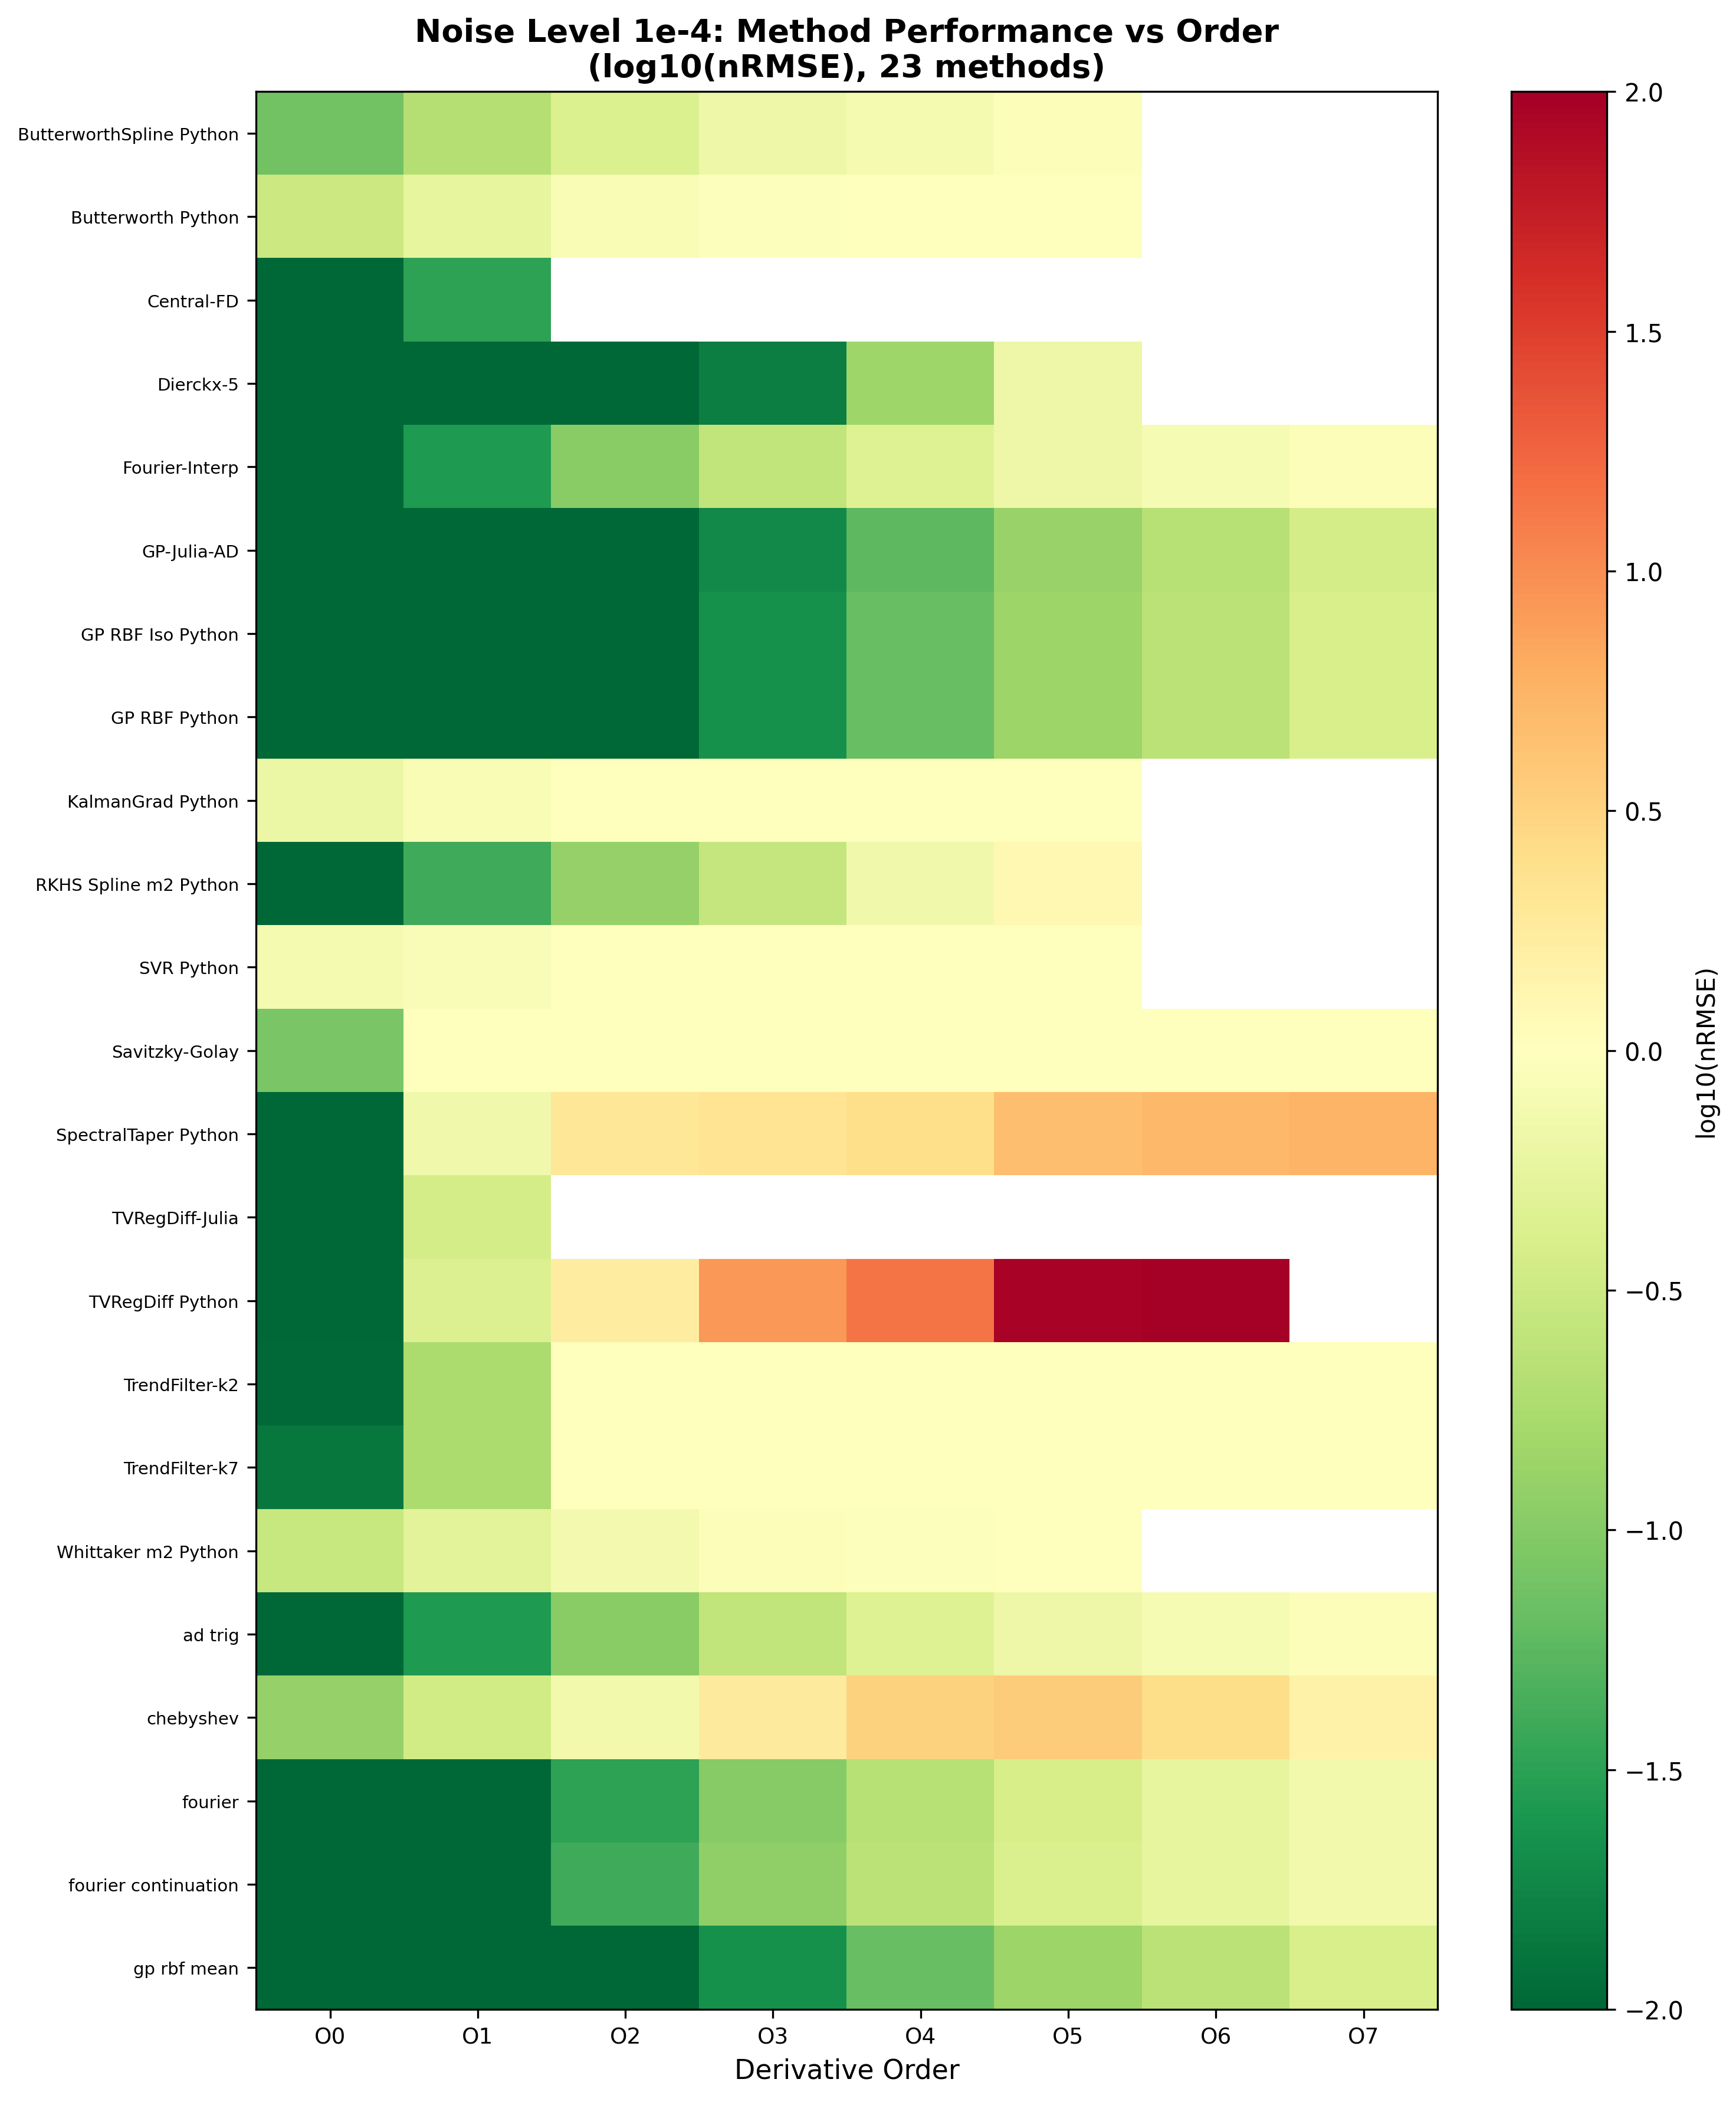 Noise Level 1e-4: Method Performance vs Order
(log10(nRMSE), 23 methods)
ButterworthSpline Python
Butterworth Python
Central-FD
Dierckx-5
Fourier-Interp
GP-Julia-AD
GP RBF Iso Python
GP RBF Python
KalmanGrad Python
RKHS Spline m2 Python
SVR Python
Savitzky-Golay
SpectralTaper Python
TVRegDiff-Julia
TVRegDiff Python
TrendFilter-k2
TrendFilter-k7
Whittaker m2 Python
ad trig
chebyshev
fourier
fourier continuation
gp rbf mean
O0 O1 O2 O3 O4 O5 O6 O7
Derivative Order
2.0
1.5
1.0
0.5
0.0
−0.5
−1.0
−1.5
−2.0
log10(nRMSE)